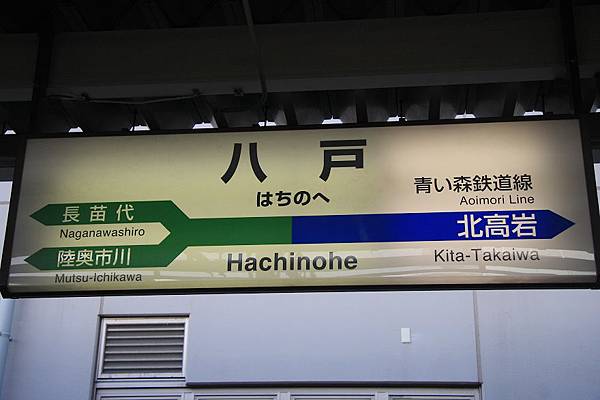 八戸
はちのへ
Hachinohe
長苗代
Naganawashiro
陸奥市川
Mutsu-Ichikawa
青い森鉄道線
Aoimori Line
北高岩
Kita-Takaiwa